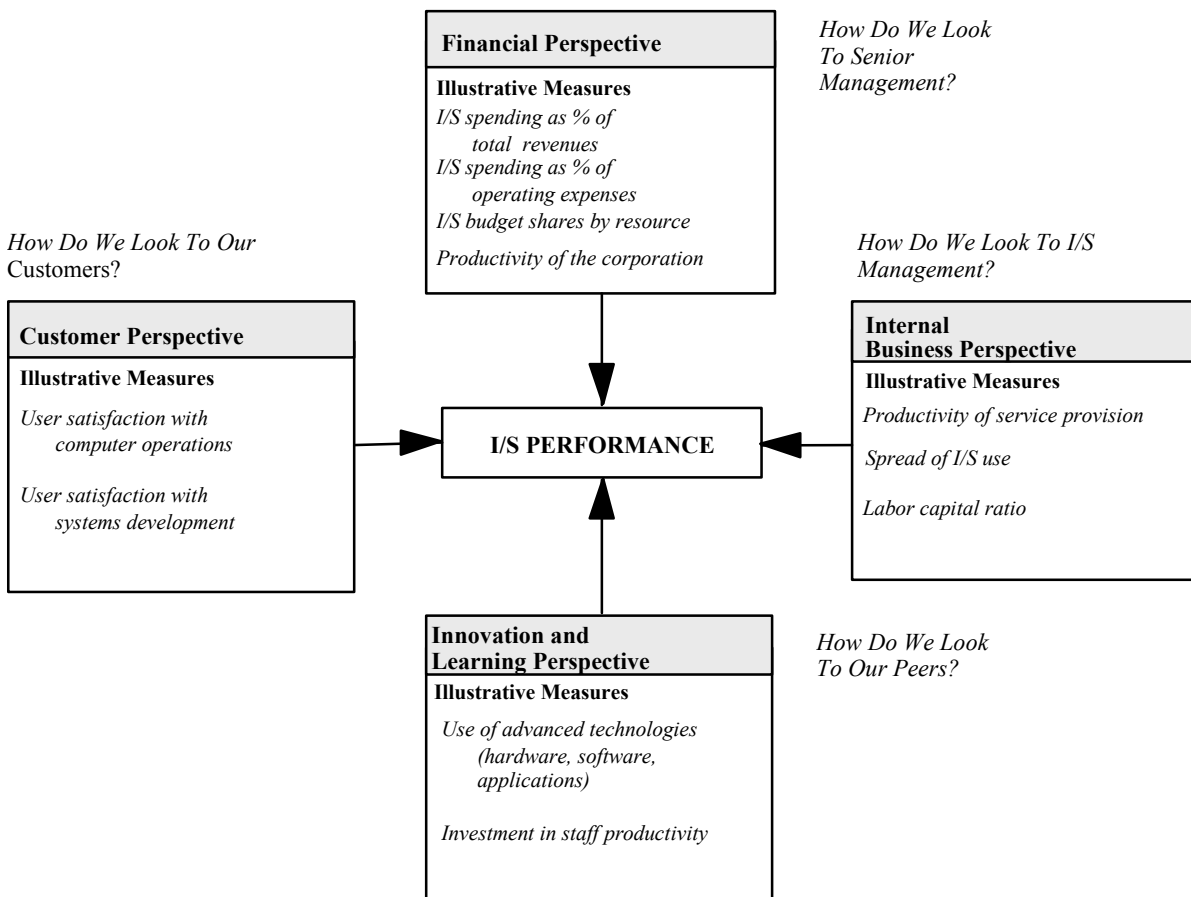 Financial Perspective
Illustrative Measures
I/S spending as % of
total revenues
I/S spending as % of
operating expenses
I/S budget shares by resource
Productivity of the corporation
How Do We Look
To Senior
Management?
How Do We Look To Our
Customers?
Customer Perspective
Illustrative Measures
User satisfaction with
computer operations
User satisfaction with
systems development
I/S PERFORMANCE
How Do We Look To I/S
Management?
Internal
Business Perspective
Illustrative Measures
Productivity of service provision
Spread of I/S use
Labor capital ratio
Innovation and
Learning Perspective
Illustrative Measures
Use of advanced technologies
(hardware, software,
applications)
Investment in staff productivity
How Do We Look
To Our Peers?